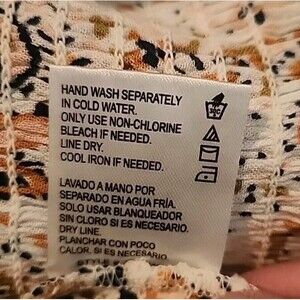 HAND WASH SEPARATELY
IN COLD WATER.
ONLY USE NON-CHLORINE
BLEACH IF NEEDED.
LINE DRY.
COOL IRON IF NEEDED.
LAVADO A MANO POR
SEPARADO EN AGUA FRÍA.
SOLO USAR BLANQUEADOR
SIN CLORO SI ES NECESARIO.
DRY LINE.
PLANCHAR CON POCO
CALOR. SI ES NECESARIO.